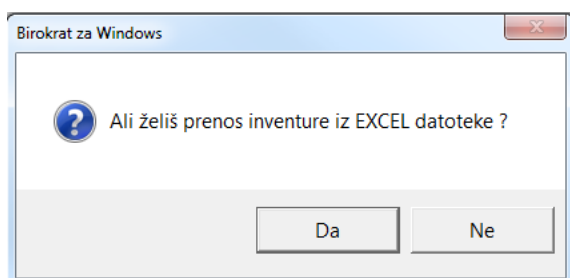 Birokrat za Windows
Ali želiš prenos inventure iz EXCEL datoteke ?
Da
Ne